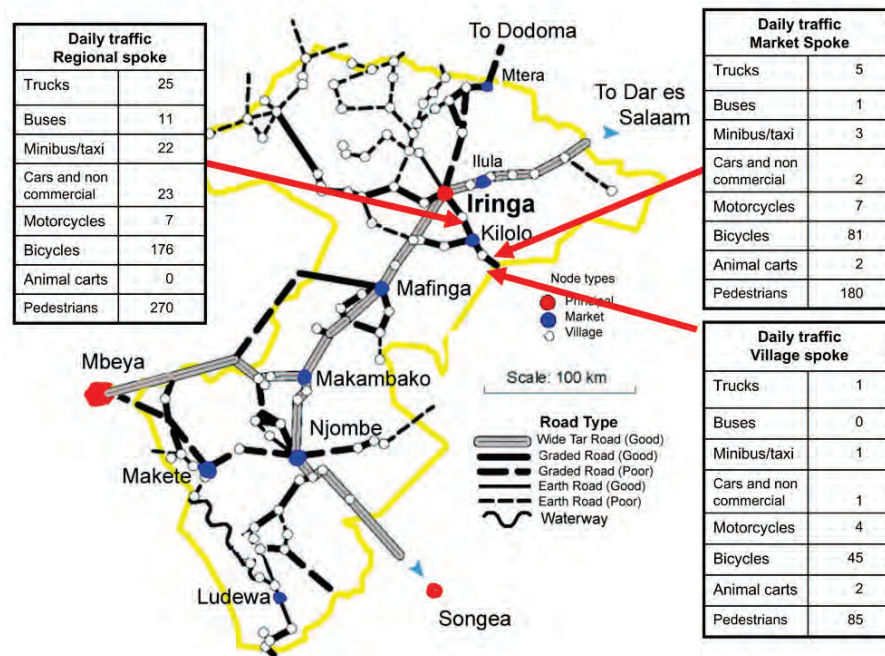 Daily traffic
Regional spoke
Trucks 25
Buses 11
Minibus/taxi 22
Cars and non
commercial 23
Motorcycles 7
Bicycles 176
Animal carts 0
Pedestrians 270
To Dodoma
Mtera
To Dar es
Salaam
Ilula
Iringa
Kilolo
Mafinga
Node types
Principal
Market
Village
Mbeya
Makambako
Scale: 100 km
Njombe
Makete
Road Type
Wide Tar Road (Good)
Graded Road (Good)
Graded Road (Poor)
Earth Road (Good)
Earth Road (Poor)
Waterway
Ludewa
Songea
Daily traffic
Market Spoke
Trucks 5
Buses 1
Minibus/taxi 3
Cars and non
commercial 2
Motorcycles 7
Bicycles 81
Animal carts 2
Pedestrians 180
Daily traffic
Village spoke
Trucks 1
Buses 0
Minibus/taxi 1
Cars and non
commercial 1
Motorcycles 4
Bicycles 45
Animal carts 2
Pedestrians 85